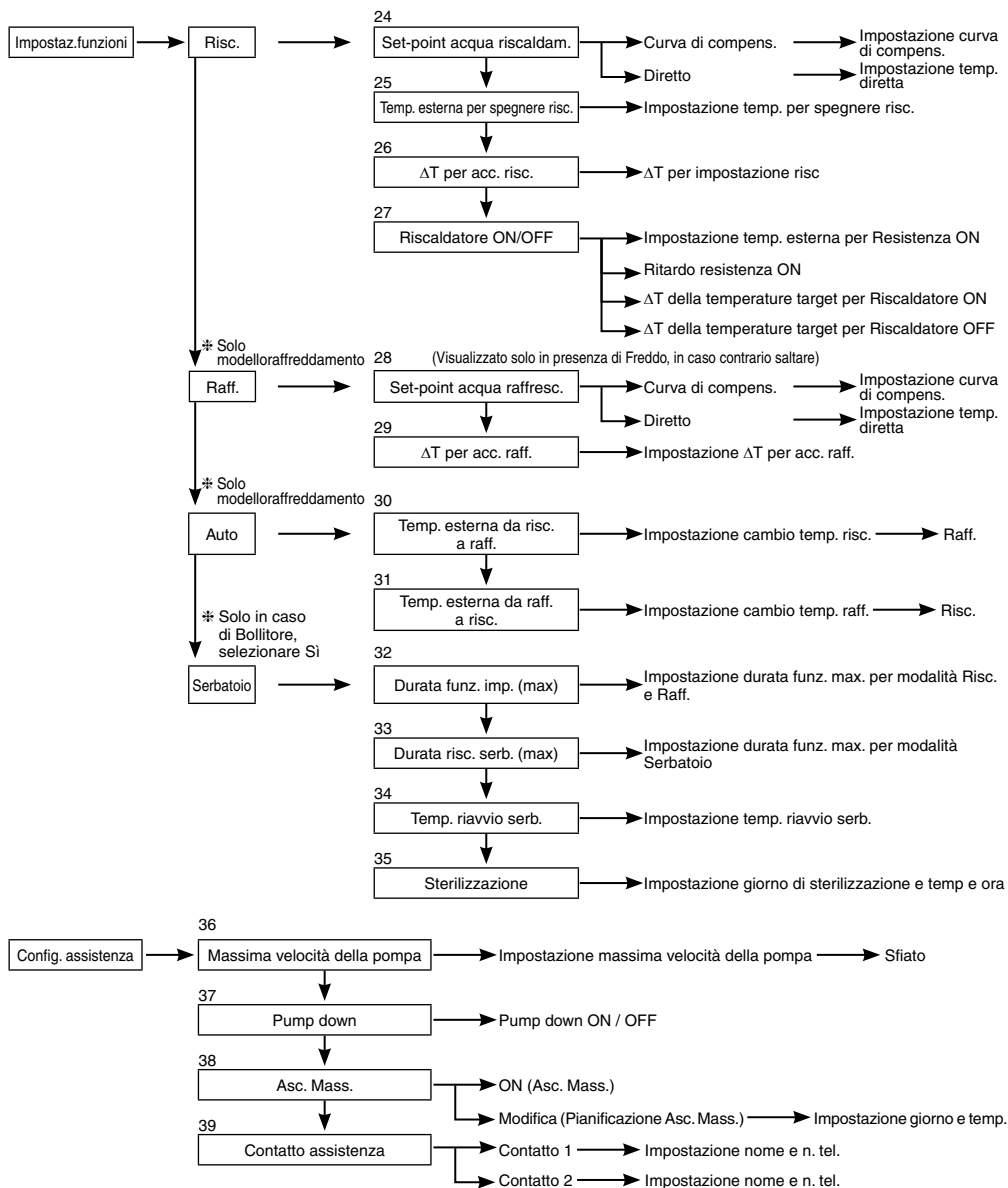 24
Impostaz.funzioni
Risc.
Set-point acqua riscaldam.
Curva di compens.
Impostazione curva
di compens.
Diretto
Impostazione temp.
diretta
25
Temp. esterna per spegnere risc.
Impostazione temp. per spegnere risc.
26
ΔT per acc. risc.
ΔT per impostazione risc
27
Riscaldatore ON/OFF
Impostazione temp. esterna per Resistenza ON
Ritardo resistenza ON
ΔT della temperature target per Riscaldatore ON
ΔT della temperature target per Riscaldatore OFF
❉ Solo
modelloraffreddamento
28
(Visualizzato solo in presenza di Freddo, in caso contrario saltare)
Raff.
Set-point acqua raffresc.
Curva di compens.
Impostazione curva
di compens.
Diretto
Impostazione temp.
diretta
29
ΔT per acc. raff.
Impostazione ΔT per acc. raff.
❉ Solo
modelloraffreddamento
30
Auto
Temp. esterna da risc.
a raff.
Impostazione cambio temp. risc.
Raff.
31
Temp. esterna da raff.
a risc.
Impostazione cambio temp. raff.
Risc.
❉ Solo in caso
di Bollitore,
selezionare Sì
32
Serbatoio
Durata funz. imp. (max)
Impostazione durata funz. max. per modalità Risc.
e Raff.
33
Durata risc. serb. (max)
Impostazione durata funz. max. per modalità
Serbatoio
34
Temp. riavvio serb.
Impostazione temp. riavvio serb.
35
Sterilizzazione
Impostazione giorno di sterilizzazione e temp e ora
36
Config. assistenza
Massima velocità della pompa
Impostazione massima velocità della pompa
Sfiato
37
Pump down
Pump down ON / OFF
38
Asc. Mass.
ON (Asc. Mass.)
Modifica (Pianificazione Asc. Mass.)
Impostazione giorno e temp.
39
Contatto assistenza
Contatto 1
Impostazione nome e n. tel.
Contatto 2
Impostazione nome e n. tel.